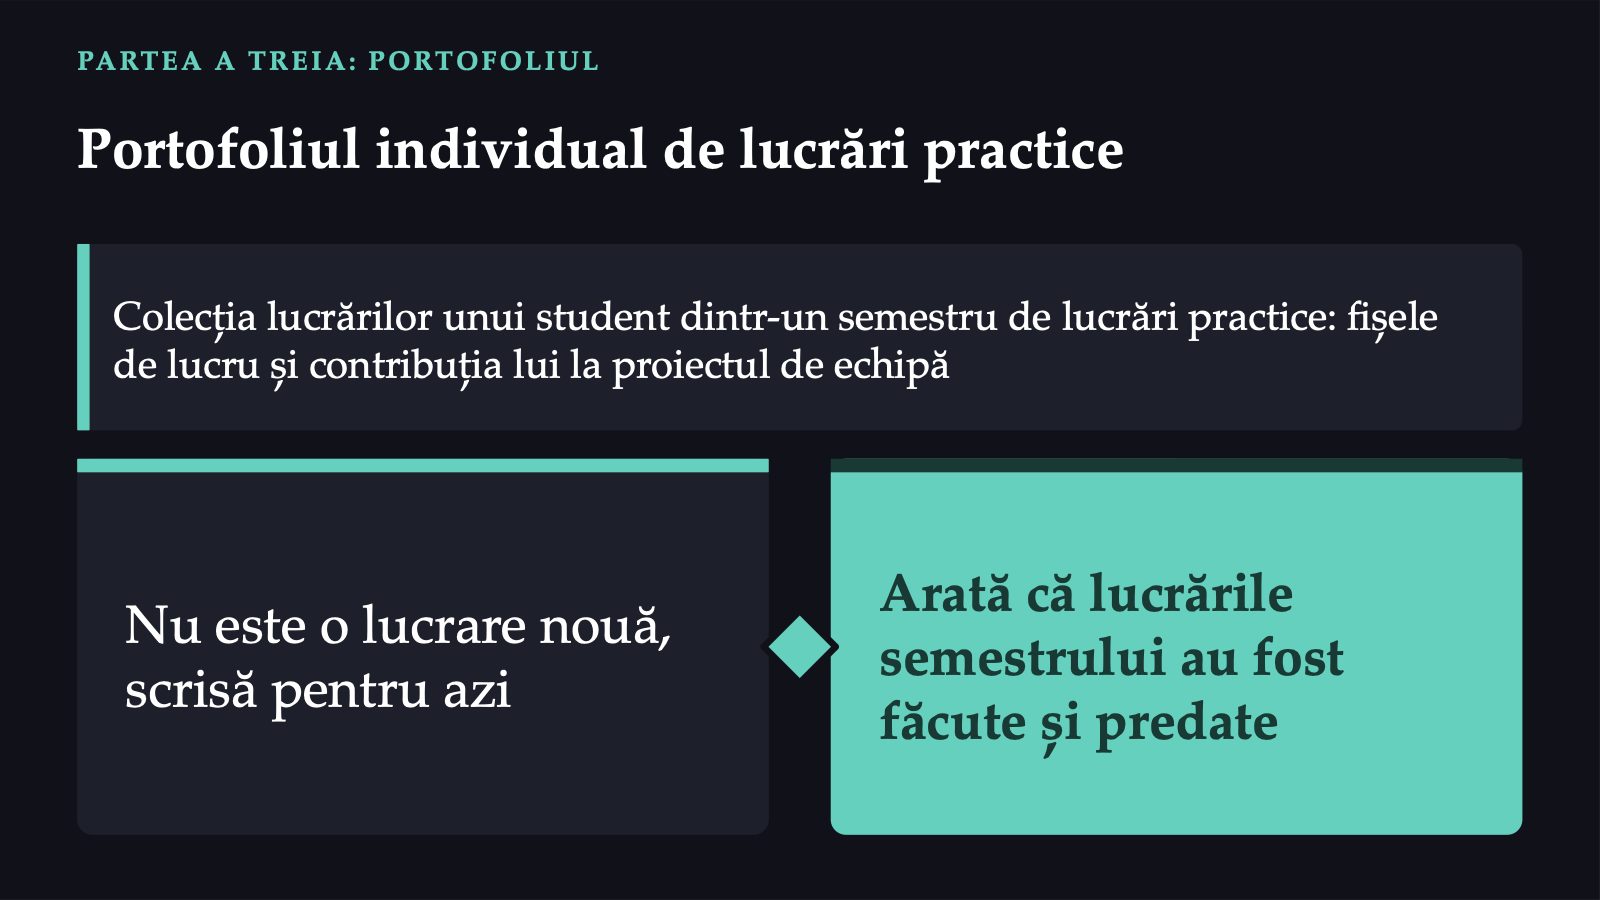 PARTEA A TREIA: PORTOFOLIUL
Portofoliul individual de lucrări practice
Colecția lucrărilor unui student dintr-un semestru de lucrări practice: fișele
de lucru și contribuția lui la proiectul de echipă
Nu este o lucrare nouă,
scrisă pentru azi
Arată că lucrările
semestrului au fost
făcute și predate